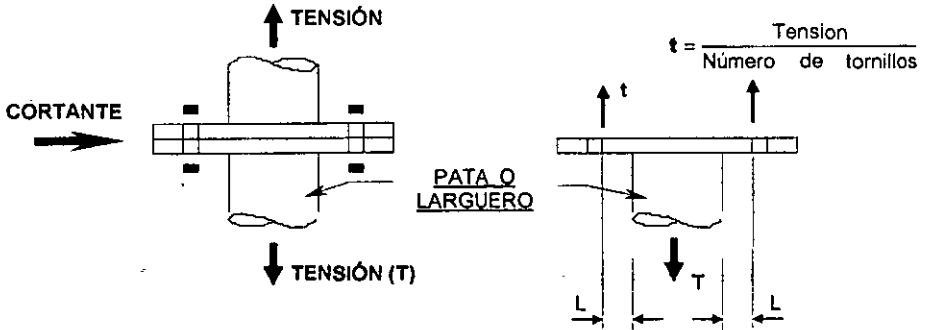 TENSIÓN
t = Tension
Número de tornillos
CORTANTE
t
PATA O
LARGUERO
TENSIÓN (T)
T
L
L